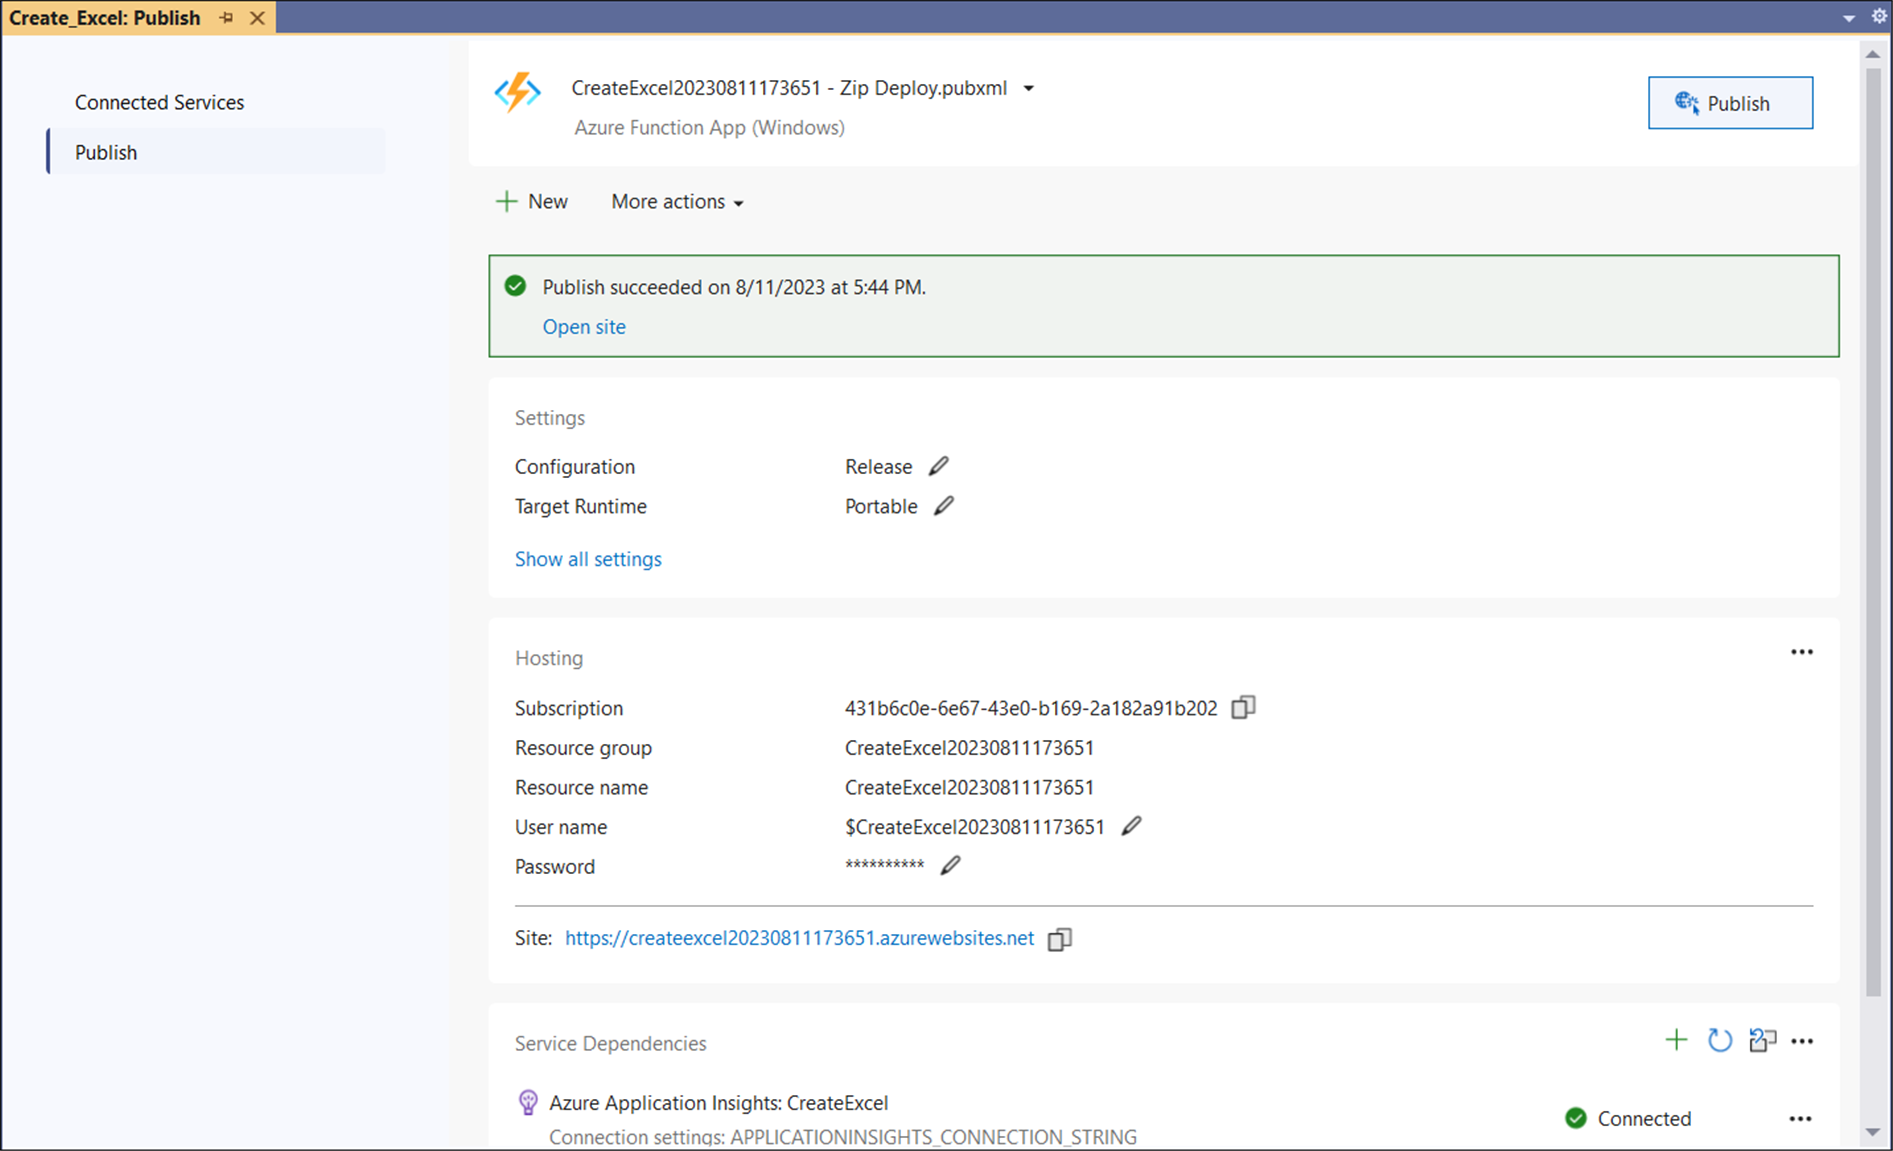 Create_Excel: Publish
Connected Services
Publish
CreateExcel20230811173651 - Zip Deploy.pubxml
Azure Function App (Windows)
Publish
New
More actions
Publish succeeded on 8/11/2023 at 5:44 PM.
Open site
Settings
Configuration Release
Target Runtime Portable
Show all settings
Hosting
Subscription 431b6c0e-6e67-43e0-b169-2a182a91b202
Resource group CreateExcel20230811173651
Resource name CreateExcel20230811173651
User name $CreateExcel20230811173651
Password **********
Site: https://createexcel20230811173651.azurewebsites.net
Service Dependencies
Azure Application Insights: CreateExcel
Connected
Connection settings: APPLICATIONINSIGHTS_CONNECTION_STRING